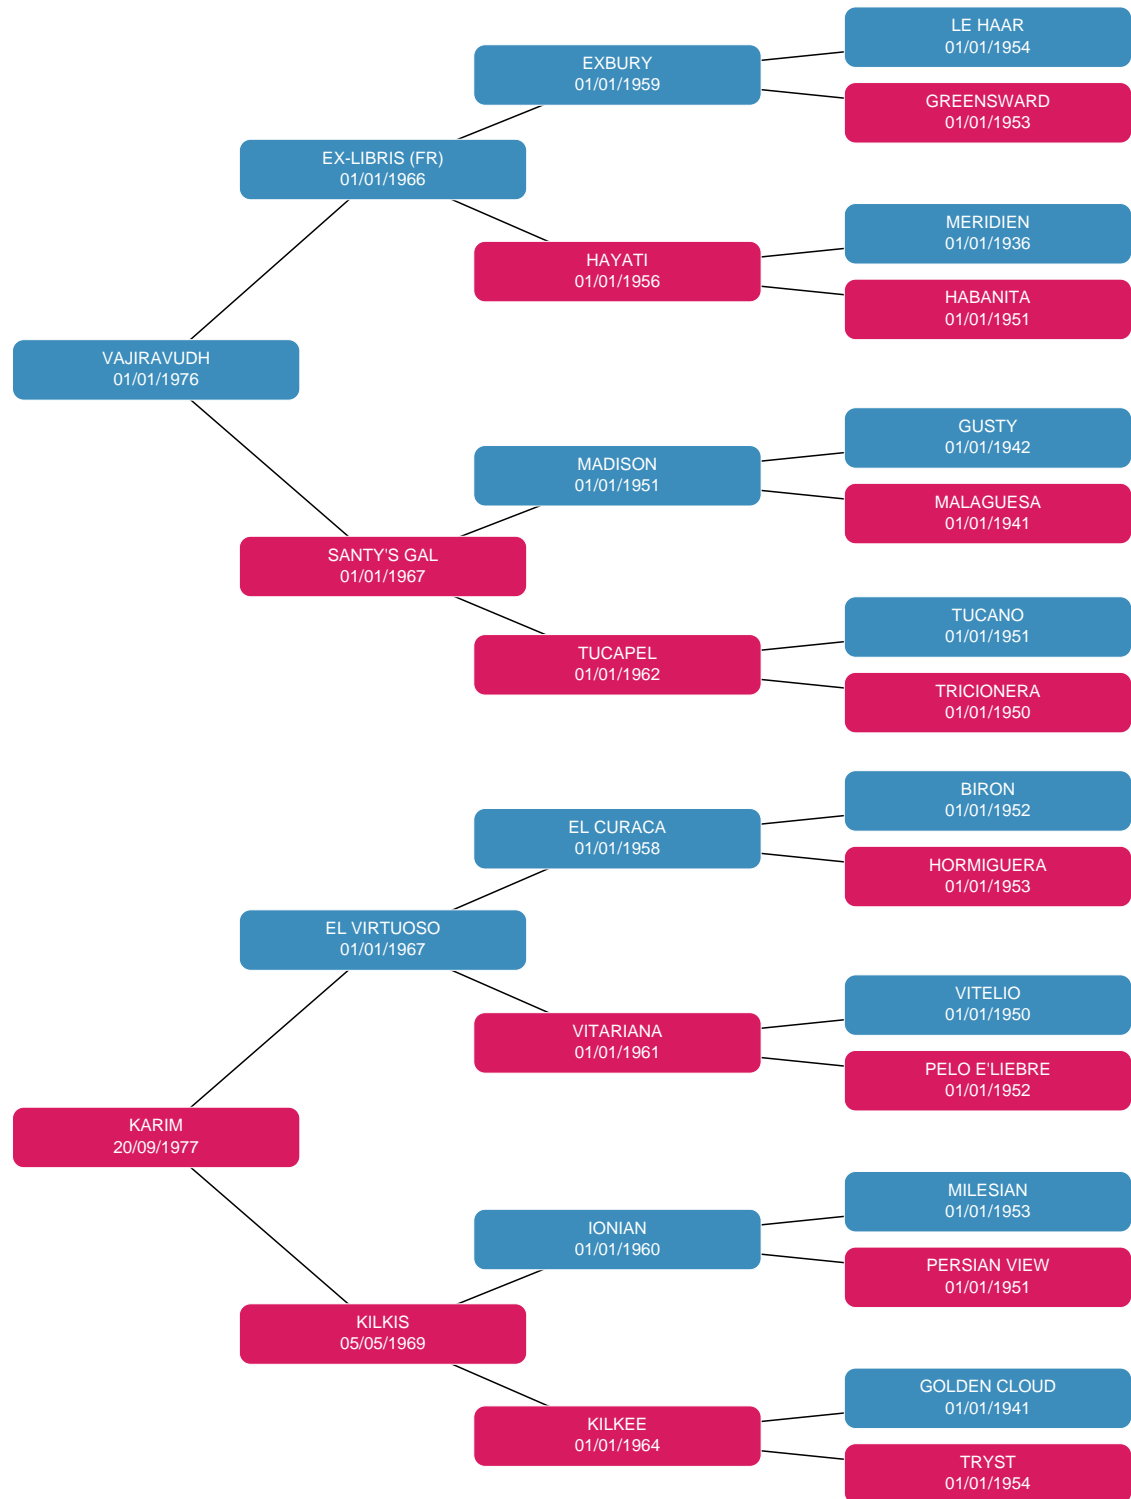 LE HAAR
01/01/1954
EXBURY
01/01/1959
GREENSWARD
01/01/1953
EX-LIBRIS (FR)
01/01/1966
MERIDIEN
01/01/1936
HAYATI
01/01/1956
HABANITA
01/01/1951
VAJIRAVUDH
01/01/1976
GUSTY
01/01/1942
MADISON
01/01/1951
MALAGUESA
01/01/1941
SANTY'S GAL
01/01/1967
TUCANO
01/01/1951
TUCAPEL
01/01/1962
TRICIONERA
01/01/1950
BIRON
01/01/1952
EL CURACA
01/01/1958
HORMIGUERA
01/01/1953
EL VIRTUOSO
01/01/1967
VITELIO
01/01/1950
VITARIANA
01/01/1961
PELO E'LIEBRE
01/01/1952
KARIM
20/09/1977
MILESIAN
01/01/1953
IONIAN
01/01/1960
PERSIAN VIEW
01/01/1951
KILKIS
05/05/1969
GOLDEN CLOUD
01/01/1941
KILKEE
01/01/1964
TRYST
01/01/1954